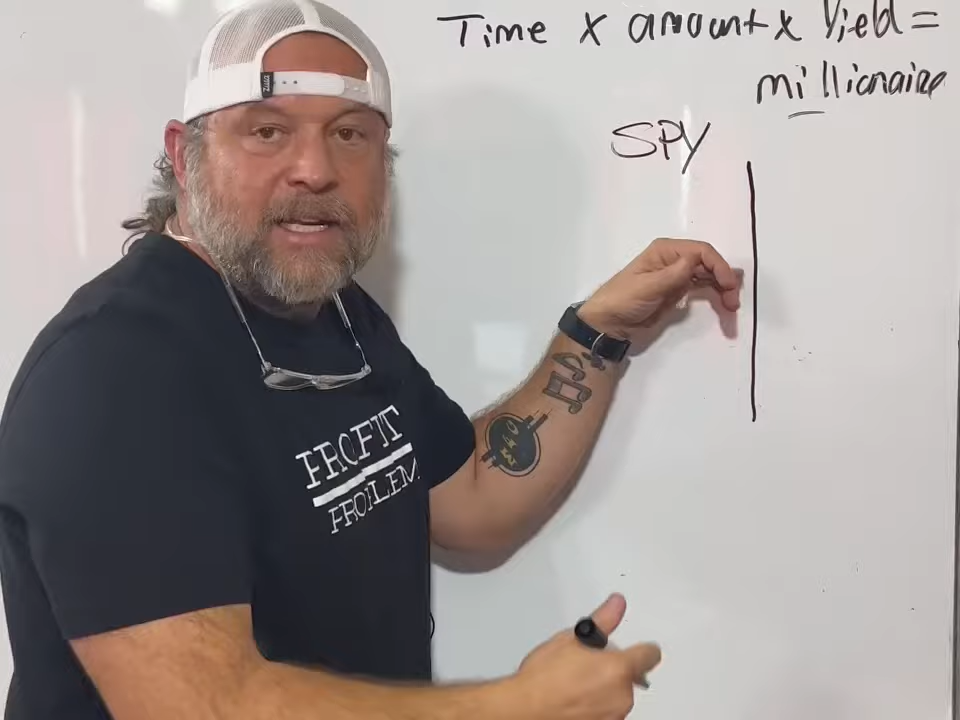 Time x amount x Yield =
millionaire
SPY
PROFIT
PROBLEM